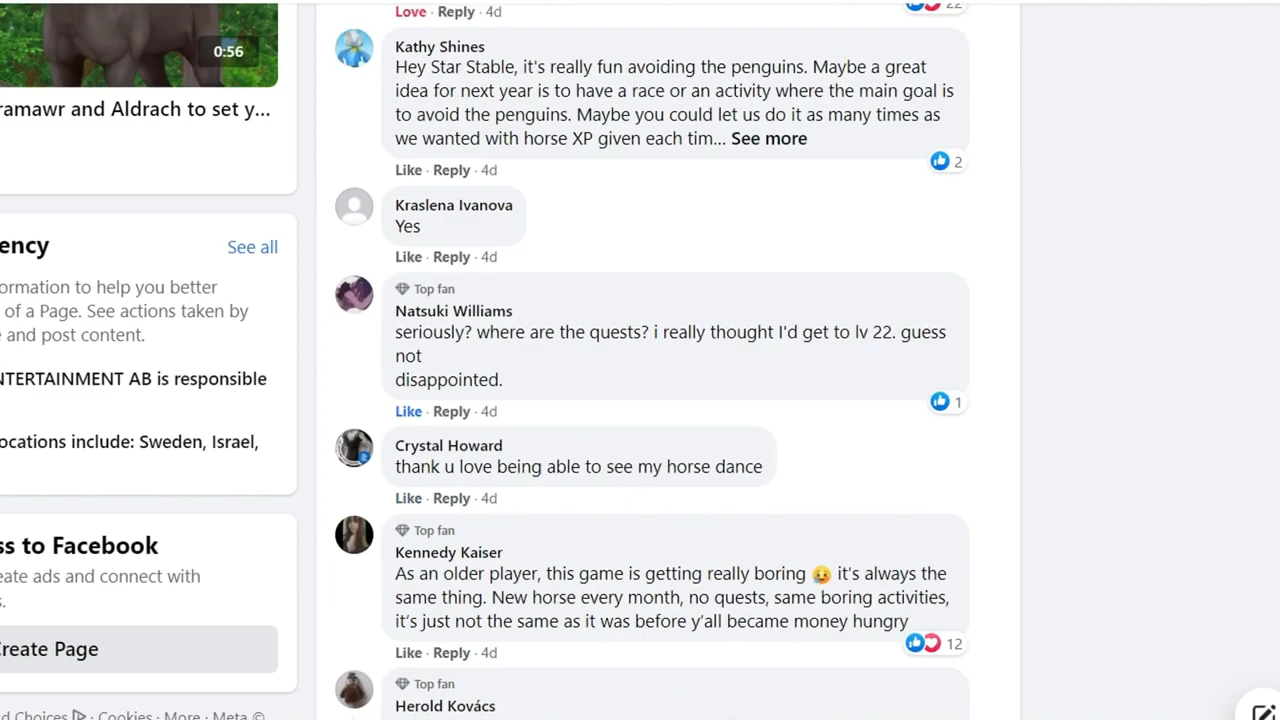 0:56
ramawr and Aldrach to set y...
ency
See all
ormation to help you better
of a Page. See actions taken by
e and post content.
NTERTAINMENT AB is responsible
ocations include: Sweden, Israel,
ss to Facebook
eate ads and connect with
s.
Create Page
d Choices · Cookies · More · Meta ©
Love · Reply · 4d
22
Kathy Shines
Hey Star Stable, it's really fun avoiding the penguins. Maybe a great
idea for next year is to have a race or an activity where the main goal is
to avoid the penguins. Maybe you could let us do it as many times as
we wanted with horse XP given each tim... See more
2
Like · Reply · 4d
Kraslena Ivanova
Yes
Like · Reply · 4d
Top fan
Natsuki Williams
seriously? where are the quests? i really thought I'd get to lv 22. guess
not
disappointed.
1
Like · Reply · 4d
Crystal Howard
thank u love being able to see my horse dance
Like · Reply · 4d
Top fan
Kennedy Kaiser
As an older player, this game is getting really boring 😥 it's always the
same thing. New horse every month, no quests, same boring activities,
it's just not the same as it was before y'all became money hungry
12
Like · Reply · 4d
Top fan
Herold Kovács